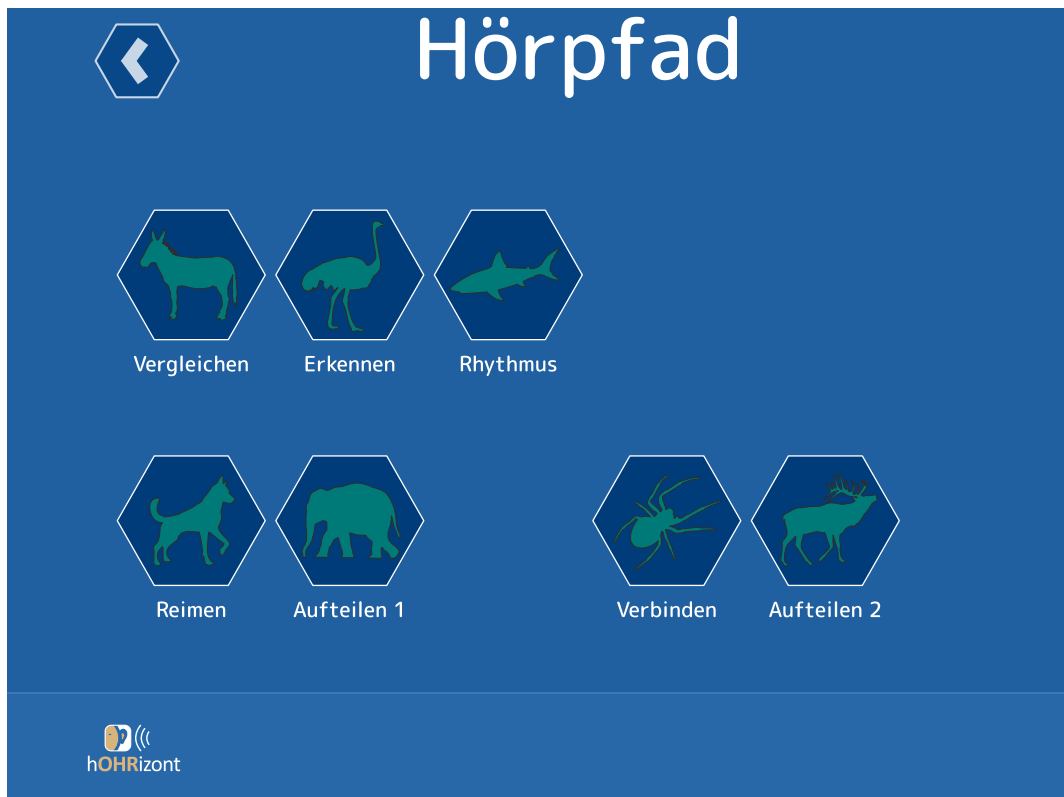 Hörpfad
Vergleichen
Erkennen
Rhythmus
Reimen
Aufteilen 1
Verbinden
Aufteilen 2
hOHRizont